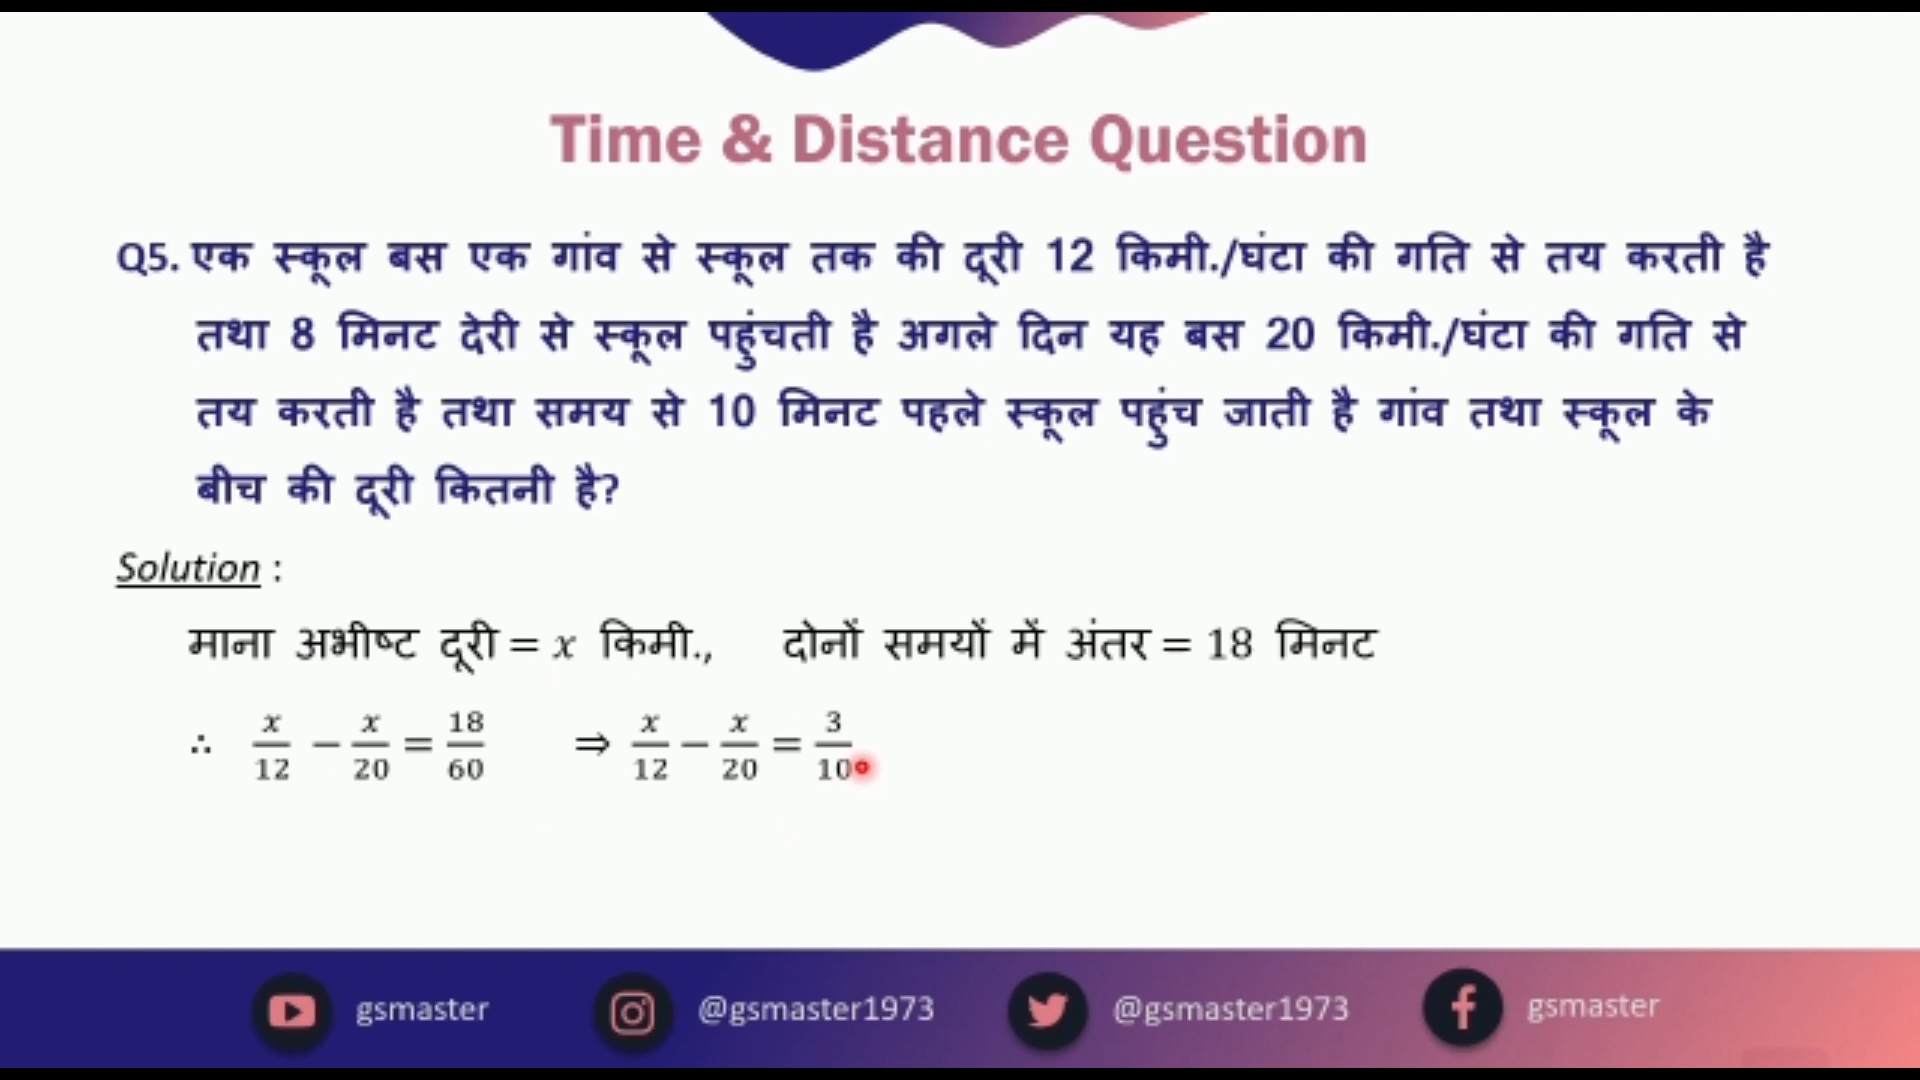 Time & Distance Question
Q5. एक स्कूल बस एक गांव से स्कूल तक की दूरी 12 किमी./घंटा की गति से तय करती है
तथा 8 मिनट देरी से स्कूल पहुंचती है अगले दिन यह बस 20 किमी./घंटा की गति से
तय करती है तथा समय से 10 मिनट पहले स्कूल पहुंच जाती है गांव तथा स्कूल के
बीच की दूरी कितनी है?
Solution :
माना अभीष्ट दूरी = x किमी., दोनों समयों में अंतर = 18 मिनट
∴ x/12 − x/20 = 18/60 ⇒ x/12 − x/20 = 3/10
gsmaster @gsmaster1973 @gsmaster1973 gsmaster